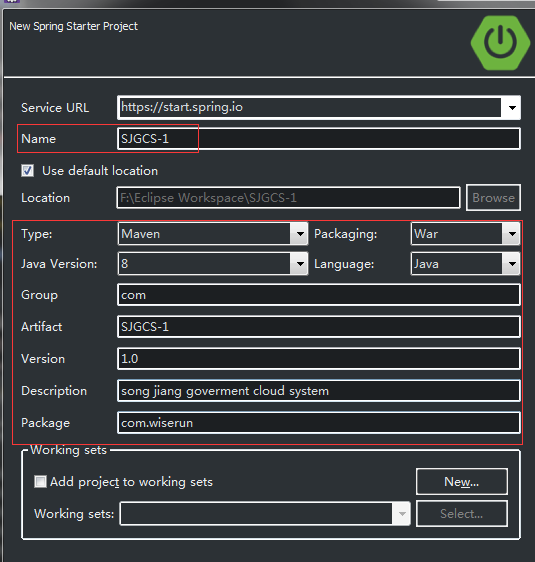 New Spring Starter Project
Service URL https://start.spring.io
Name SJGCS-1
Use default location
Location F:\Eclipse Workspace\SJGCS-1 Browse
Type: Maven Packaging: War
Java Version: 8 Language: Java
Group com
Artifact SJGCS-1
Version 1.0
Description song jiang goverment cloud system
Package com.wiserun
Working sets
Add project to working sets New...
Working sets: Select...